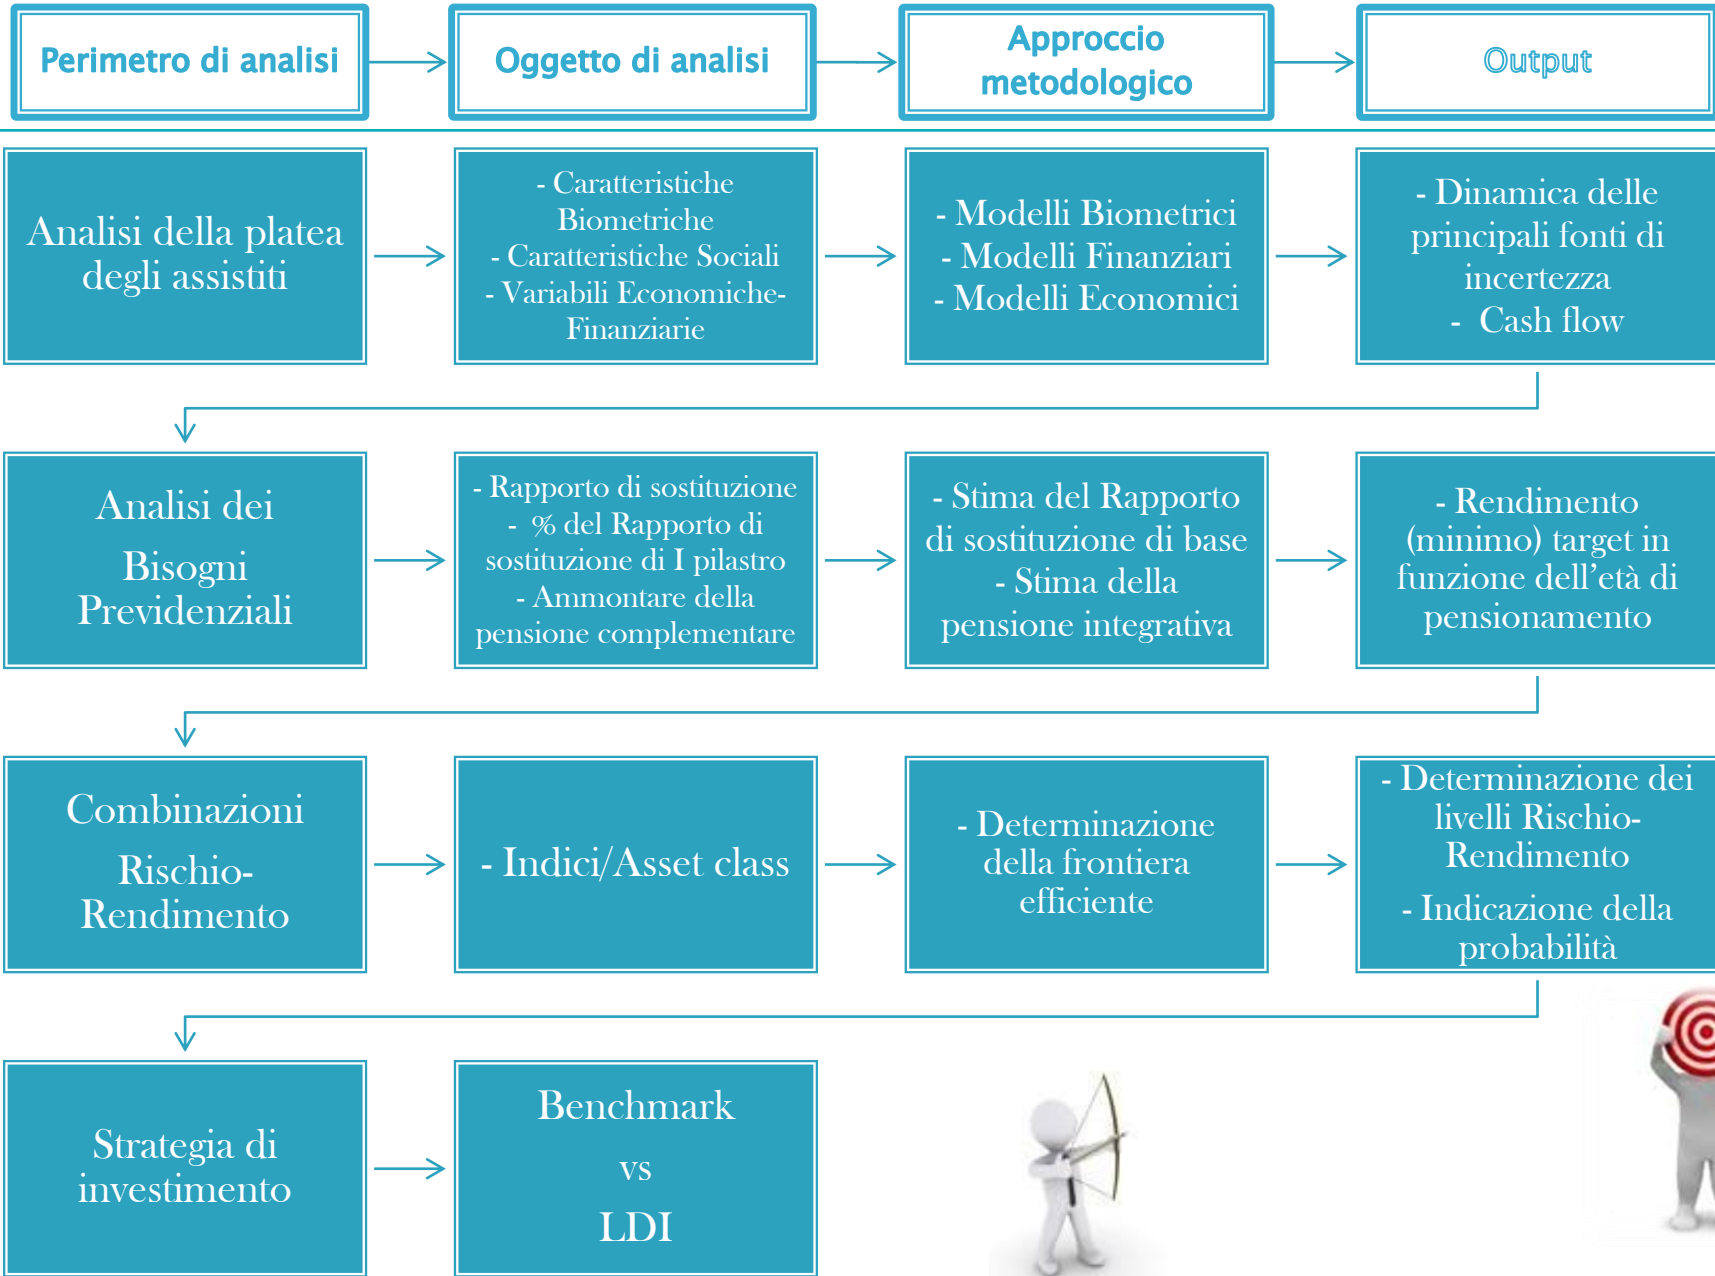 Perimetro di analisi
Oggetto di analisi
Approccio
metodologico
Output
Analisi della platea
degli assistiti
- Caratteristiche
Biometriche
- Caratteristiche Sociali
- Variabili Economiche-
Finanziarie
- Modelli Biometrici
- Modelli Finanziari
- Modelli Economici
- Dinamica delle
principali fonti di
incertezza
- Cash flow
Analisi dei
Bisogni
Previdenziali
- Rapporto di sostituzione
- % del Rapporto di
sostituzione di I pilastro
- Ammontare della
pensione complementare
- Stima del Rapporto
di sostituzione di base
- Stima della
pensione integrativa
- Rendimento
(minimo) target in
funzione dell’età di
pensionamento
Combinazioni
Rischio-
Rendimento
- Indici/Asset class
- Determinazione
della frontiera
efficiente
- Determinazione dei
livelli Rischio-
Rendimento
- Indicazione della
probabilità
Strategia di
investimento
Benchmark
vs
LDI